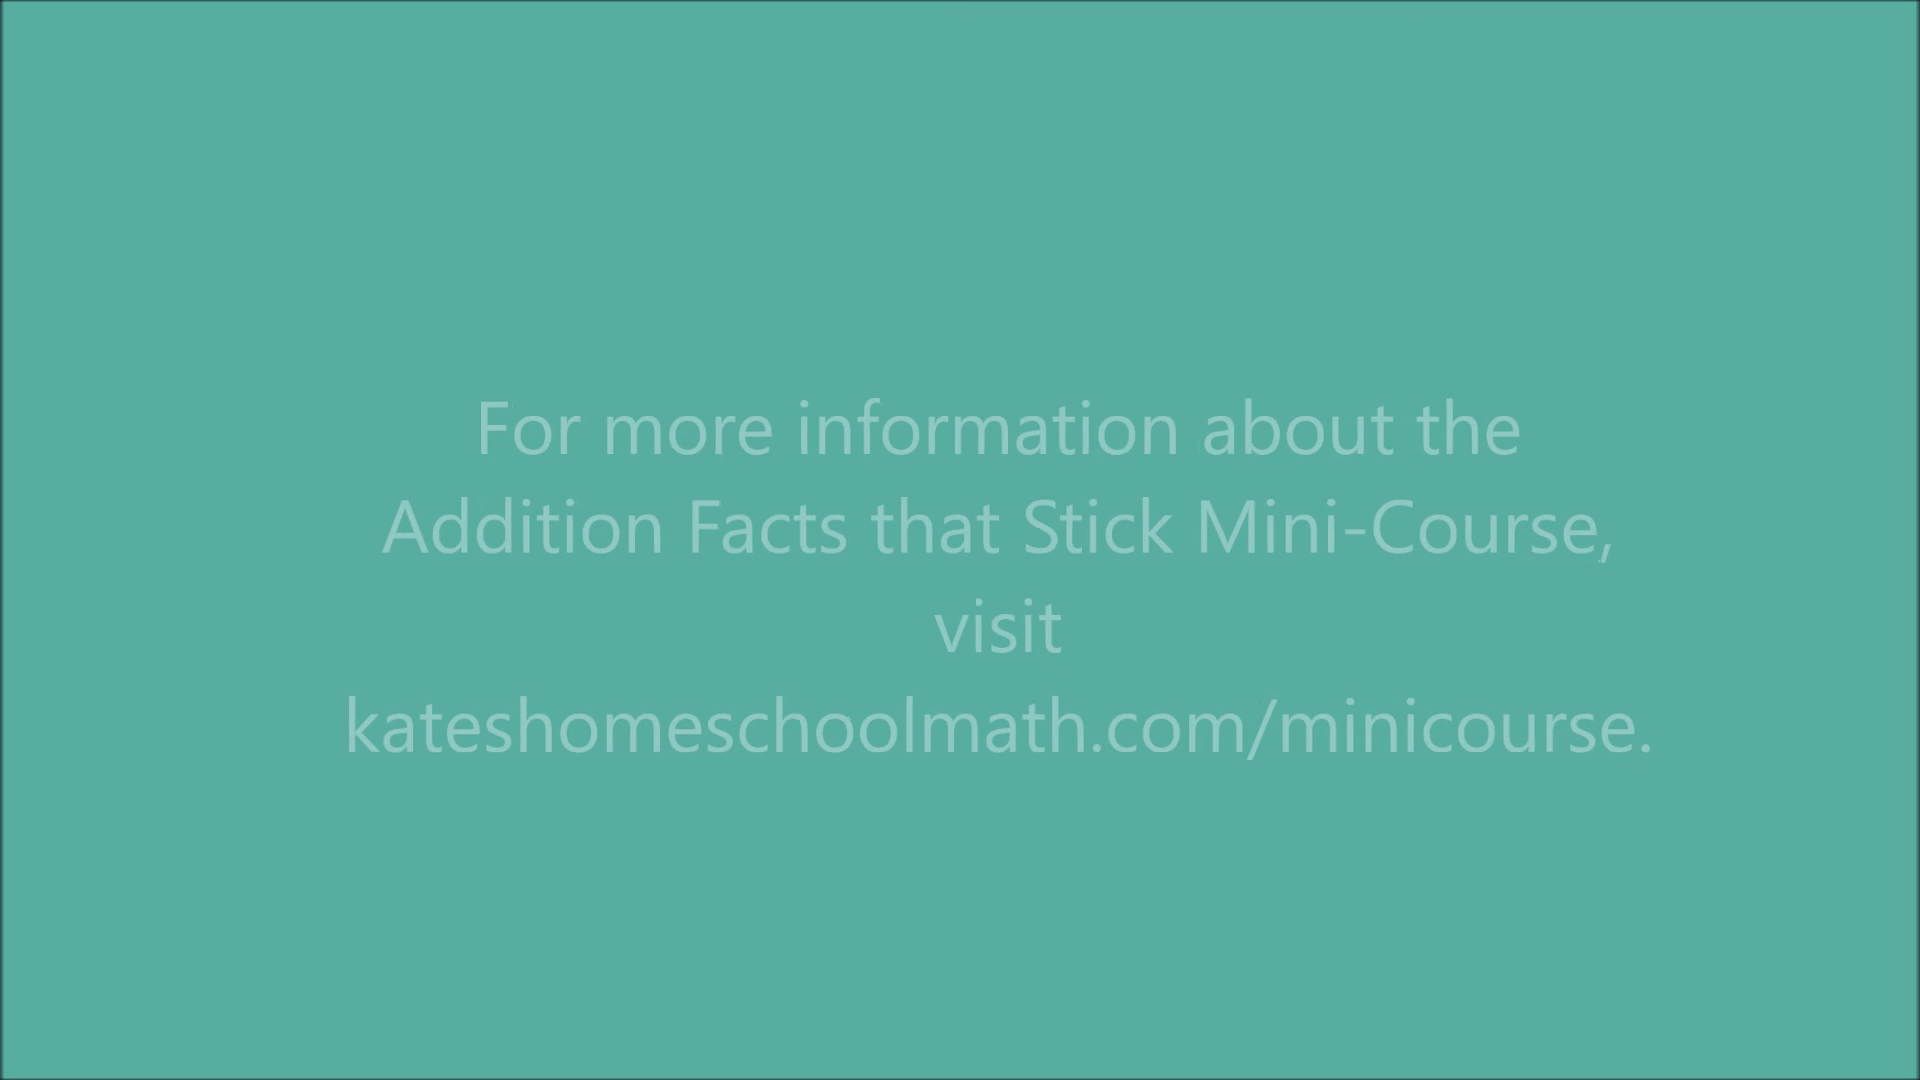 For more information about the
Addition Facts that Stick Mini-Course,
visit
kateshomeschoolmath.com/minicourse.